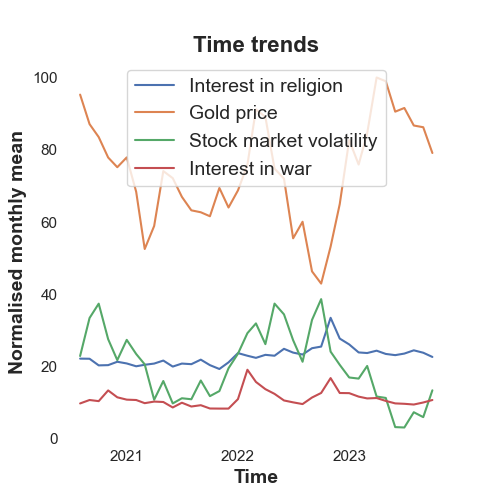 Time trends
Interest in religion
Gold price
Stock market volatility
Interest in war
Normalised monthly mean
100
80
60
40
20
0
2021
2022
2023
Time